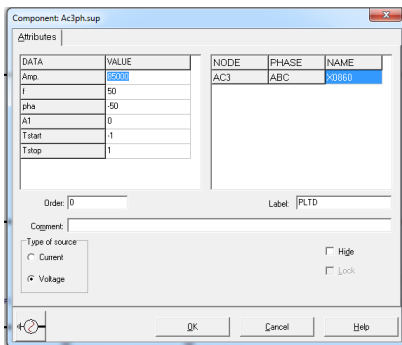 Component: Ac3ph.sup
Attributes
DATA VALUE
Amp. 85000
f 50
pha -50
A1 0
Tstart -1
Tstop 1
NODE PHASE NAME
AC3 ABC X0860
Order: 0
Label: PLTD
Comment:
Type of source
Current
Voltage
Hide
Lock
OK
Cancel
Help